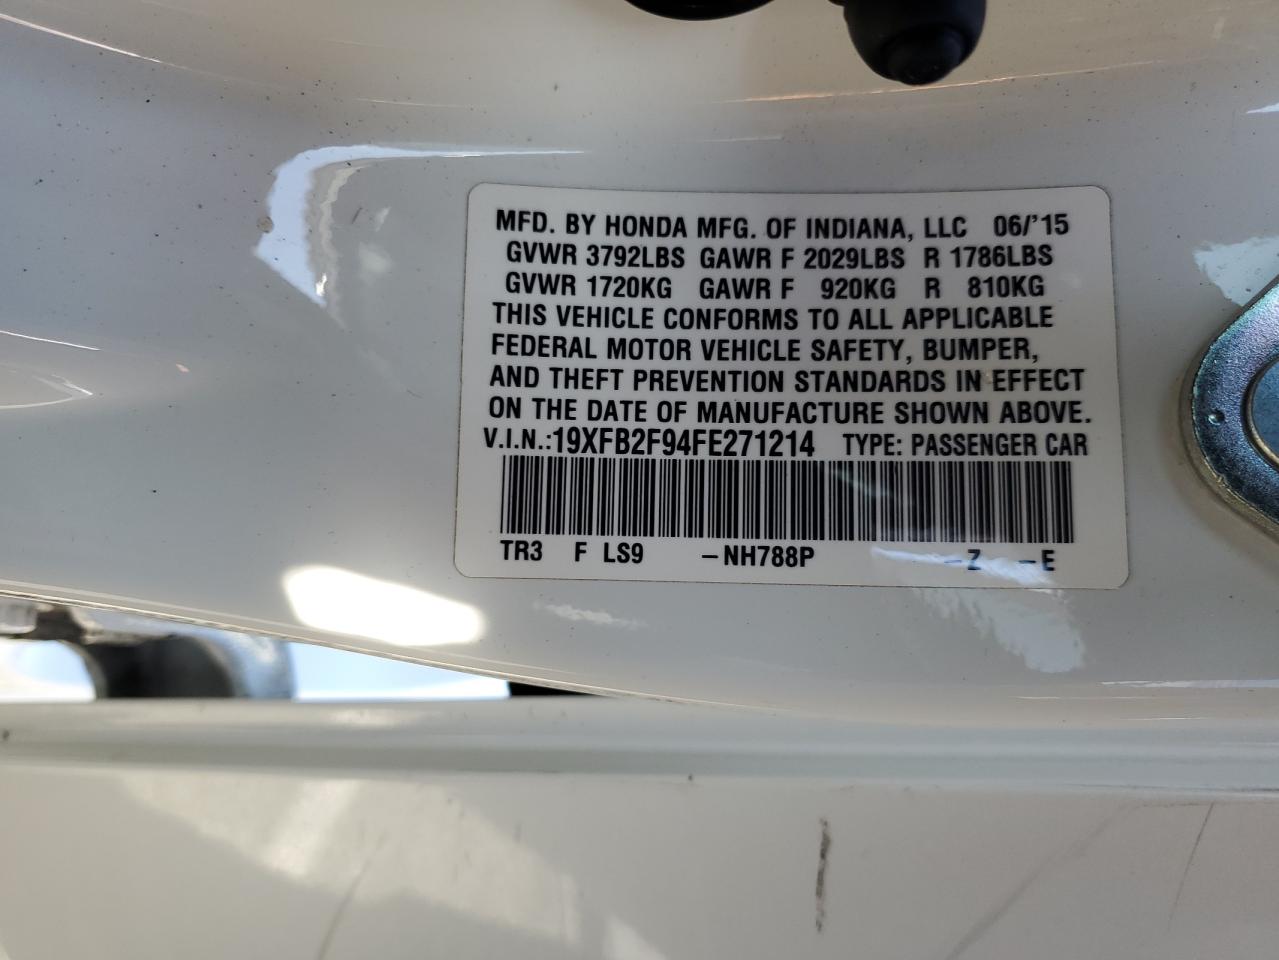 MFD. BY HONDA MFG. OF INDIANA, LLC 06/'15
GVWR 3792LBS GAWR F 2029LBS R 1786LBS
GVWR 1720KG GAWR F 920KG R 810KG
THIS VEHICLE CONFORMS TO ALL APPLICABLE
FEDERAL MOTOR VEHICLE SAFETY, BUMPER,
AND THEFT PREVENTION STANDARDS IN EFFECT
ON THE DATE OF MANUFACTURE SHOWN ABOVE.
V.I.N.:19XFB2F94FE271214 TYPE: PASSENGER CAR
TR3 F LS9 –NH788P –Z –E